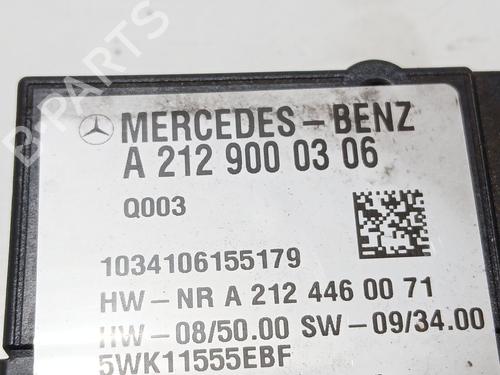 MERCEDES-BENZ
A 212 900 03 06
Q003
1034106155179
HW-NR A 212 446 00 71
HW-08/50.00 SW-09/34.00
5WK11555EBF
B-PARTS